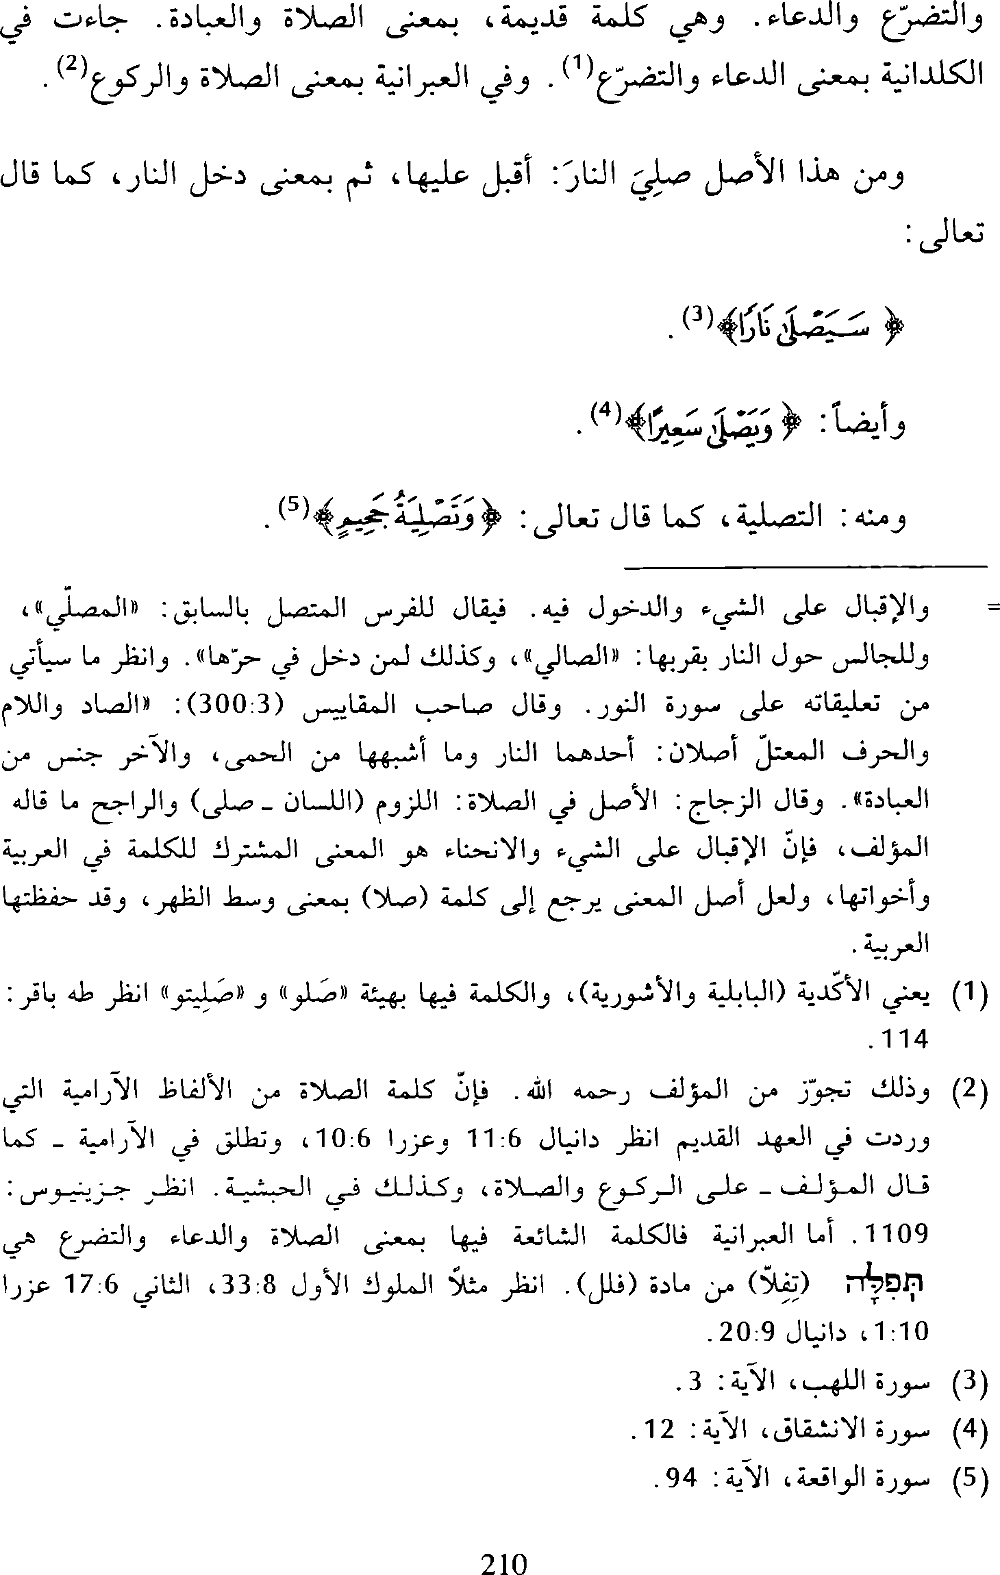 والتضرّع والدعاء. وهي كلمة قديمة، بمعنى الصلاة والعبادة. جاءت في
الكلدانية بمعنى الدعاء والتضرّع(1). وفي العبرانية بمعنى الصلاة والركوع(2).
ومن هذا الأصل صلِيَ النارَ: أقبل عليها، ثم بمعنى دخل النار، كما قال
تعالى:
﴿ سَيَصْلَىٰ نَارًا﴾(3).
وأيضاً: ﴿ وَيَصْلَىٰ سَعِيرًا﴾(4).
ومنه: التصلية، كما قال تعالى: ﴿وَتَصْلِيَةُ جَحِيمٍ﴾(5).
= والإقبال على الشيء والدخول فيه. فيقال للفرس المتصل بالسابق: «المصلّي»،
وللجالس حول النار بقربها: «الصالي»، وكذلك لمن دخل في حرّها». وانظر ما سيأتي
من تعليقاته على سورة النور. وقال صاحب المقاييس (300:3): «الصاد واللام
والحرف المعتلّ أصلان: أحدهما النار وما أشبهها من الحمى، والآخر جنس من
العبادة». وقال الزجاج: الأصل في الصلاة: اللزوم (اللسان ـ صلى) والراجح ما قاله
المؤلف، فإنّ الإقبال على الشيء والانحناء هو المعنى المشترك للكلمة في العربية
وأخواتها، ولعل أصل المعنى يرجع إلى كلمة (صلا) بمعنى وسط الظهر، وقد حفظتها
العربية.
(1) يعني الأكّدية (البابلية والأشورية)، والكلمة فيها بهيئة «صَلو» و «صَلِيتو» انظر طه باقر:
114.
(2) وذلك تجوّز من المؤلف رحمه الله. فإنّ كلمة الصلاة من الألفاظ الآرامية التي
وردت في العهد القديم انظر دانيال 11:6 وعزرا 10:6، وتطلق في الآرامية ـ كما
قال المؤلف ـ على الركوع والصلاة، وكذلك في الحبشية. انظر جزينيوس:
1109. أما العبرانية فالكلمة الشائعة فيها بمعنى الصلاة والدعاء والتضرع هي
תְּפִלָּה (تِفِلّا) من مادة (فلل). انظر مثلًا الملوك الأول 33:8، الثاني 17:6 عزرا
1:10، دانيال 20:9.
(3) سورة اللهب، الآية: 3.
(4) سورة الانشقاق، الآية: 12.
(5) سورة الواقعة، الآية: 94.
210